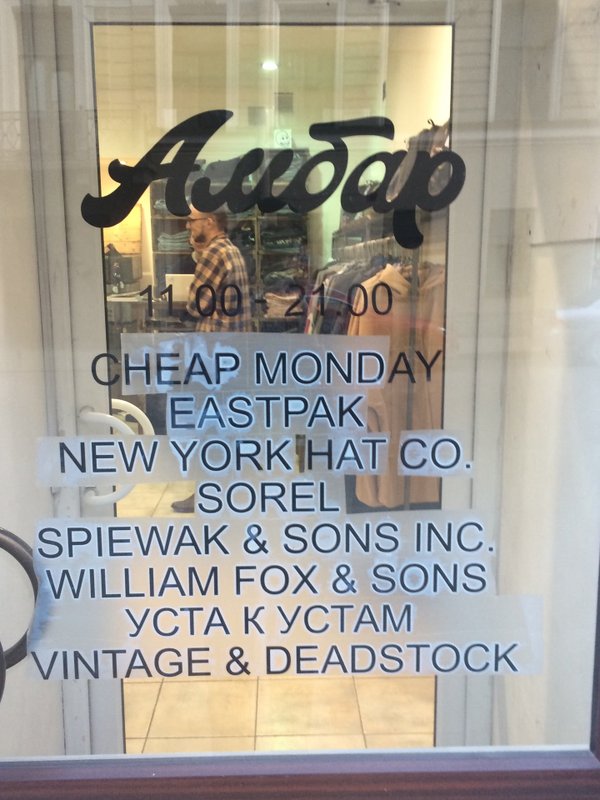 Амбар
11.00 - 21.00
CHEAP MONDAY
EASTPAK
NEW YORK HAT CO.
SOREL
SPIEWAK & SONS INC.
WILLIAM FOX & SONS
УСТА К УСТАМ
VINTAGE & DEADSTOCK